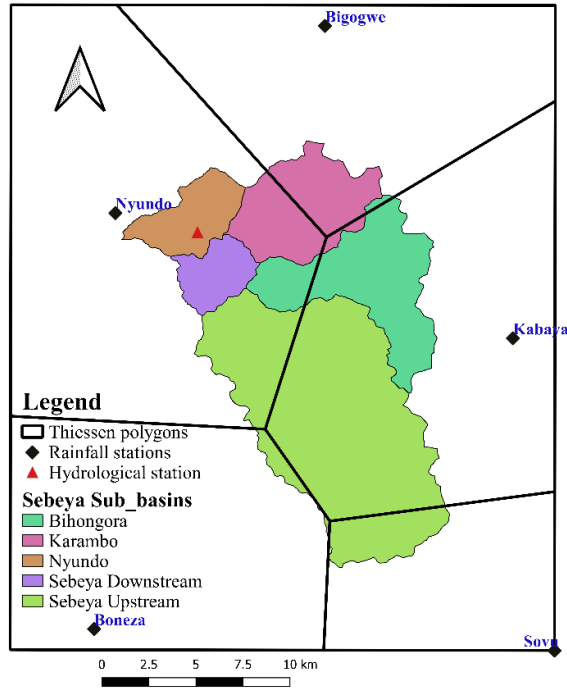 Bigogwe
Nyundo
Kabaya
Legend
Thiessen polygons
Rainfall stations
Hydrological station
Sebeya Sub_basins
Bihongora
Karambo
Nyundo
Sebeya Downstream
Sebeya Upstream
Boneza
Sovu
0 2.5 5 7.5 10 km